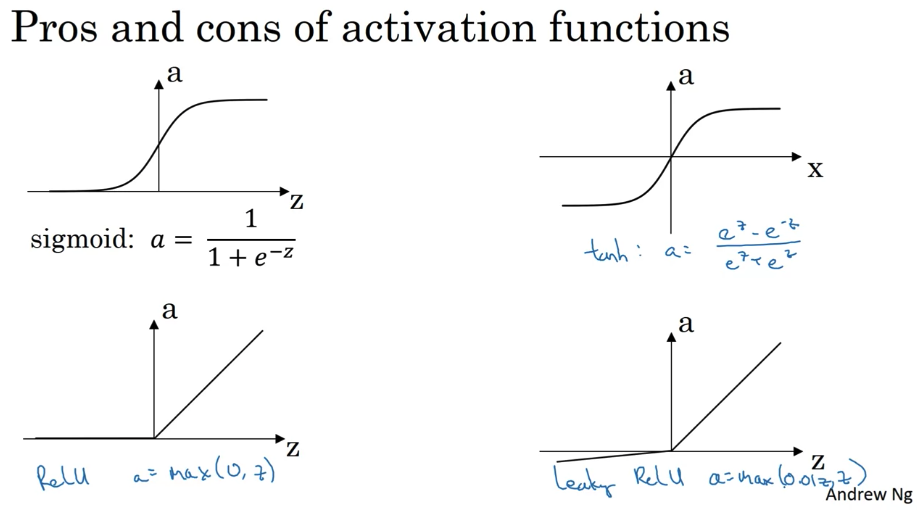 Pros and cons of activation functions
a
z
sigmoid: a = 1 / (1 + e^−z)
a
x
tanh: a = (e^z - e^-z) / (e^z + e^z)
a
z
ReLU a = max(0, z)
a
z
Leaky ReLU a = max(0.01z, z)
Andrew Ng